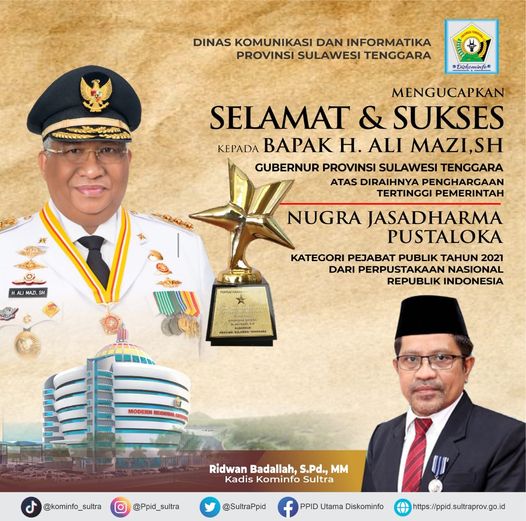 DINAS KOMUNIKASI DAN INFORMATIKA
PROVINSI SULAWESI TENGGARA
Diskominfo
MENGUCAPKAN
SELAMAT & SUKSES
KEPADA BAPAK H. ALI MAZI,SH
GUBERNUR PROVINSI SULAWESI TENGGARA
ATAS DIRAIHNYA PENGHARGAAN
TERTINGGI PEMERINTAH
NUGRA JASADHARMA
PUSTALOKA
KATEGORI PEJABAT PUBLIK TAHUN 2021
DARI PERPUSTAKAAN NASIONAL
REPUBLIK INDONESIA
H. ALI MAZI, SH
MODERN REGIONAL
Ridwan Badallah, S.Pd., MM
Kadis Kominfo Sultra
@kominfo_sultra
@Ppid_sultra
@SultraPpid
PPID Utama Diskominfo
https://ppid.sultraprov.go.id